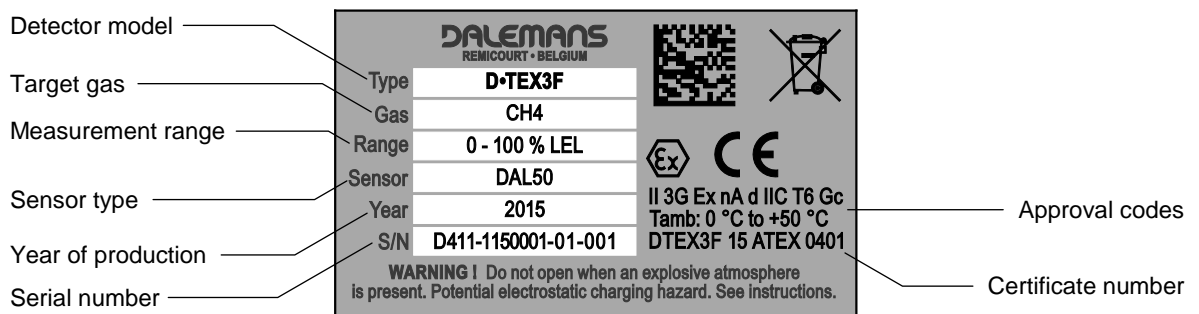 Detector model
Target gas
Measurement range
Sensor type
Year of production
Serial number
DALEMANS
REMICOURT • BELGIUM
Type D•TEX3F
Gas CH4
Range 0 - 100 % LEL
Sensor DAL50
Year 2015
S/N D411-1150001-01-001
Ex CE
II 3G Ex nA d IIC T6 Gc
Tamb: 0 °C to +50 °C
DTEX3F 15 ATEX 0401
WARNING ! Do not open when an explosive atmosphere
is present. Potential electrostatic charging hazard. See instructions.
Approval codes
Certificate number